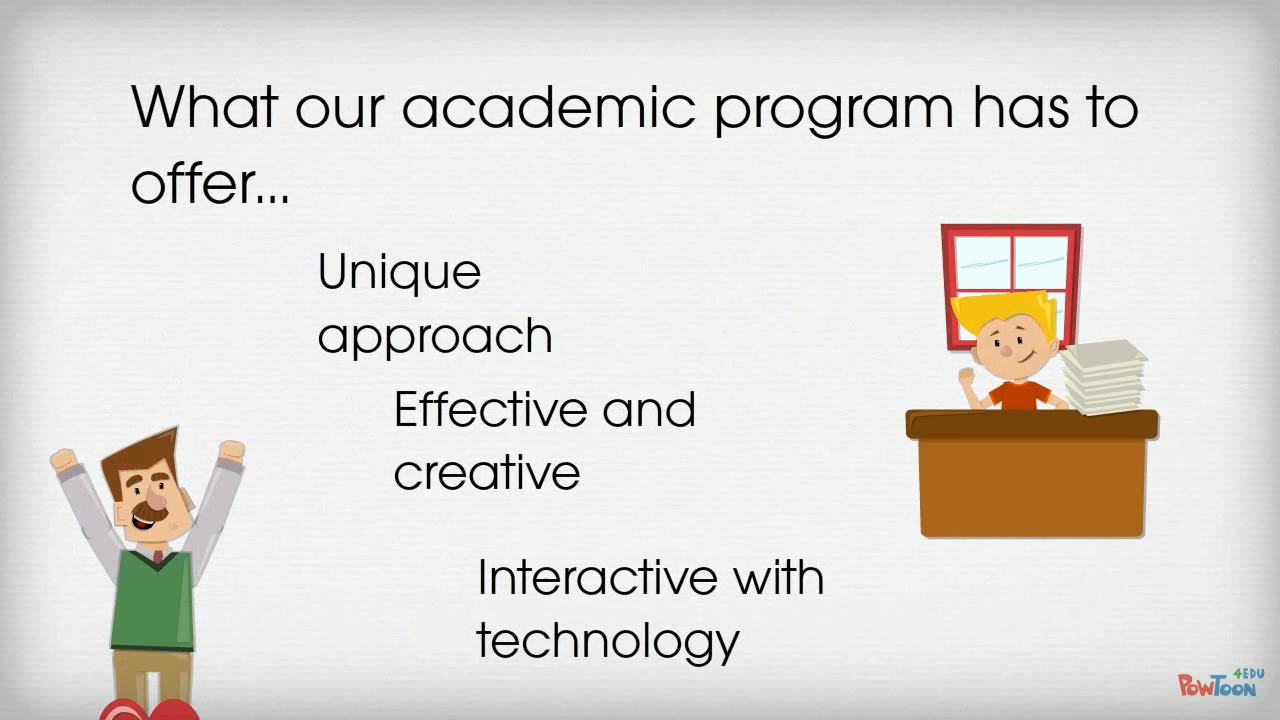 What our academic program has to
offer...
Unique
approach
Effective and
creative
Interactive with
technology
4EDU
POWTOON